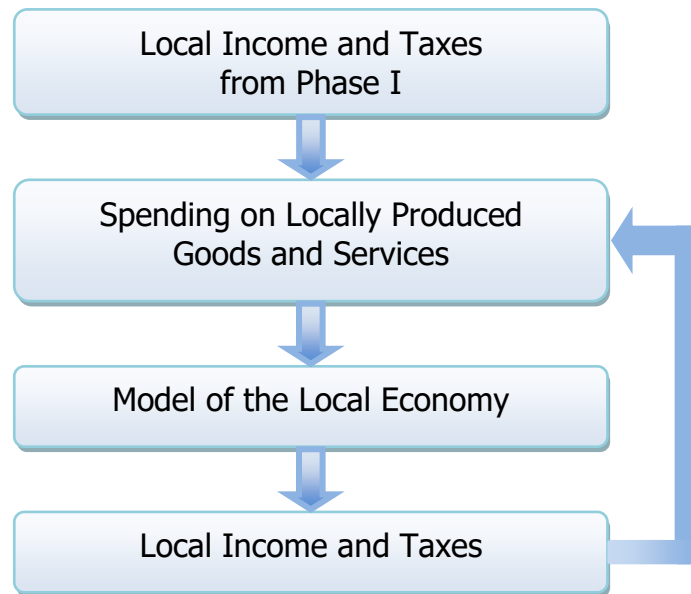 Local Income and Taxes
from Phase I
Spending on Locally Produced
Goods and Services
Model of the Local Economy
Local Income and Taxes